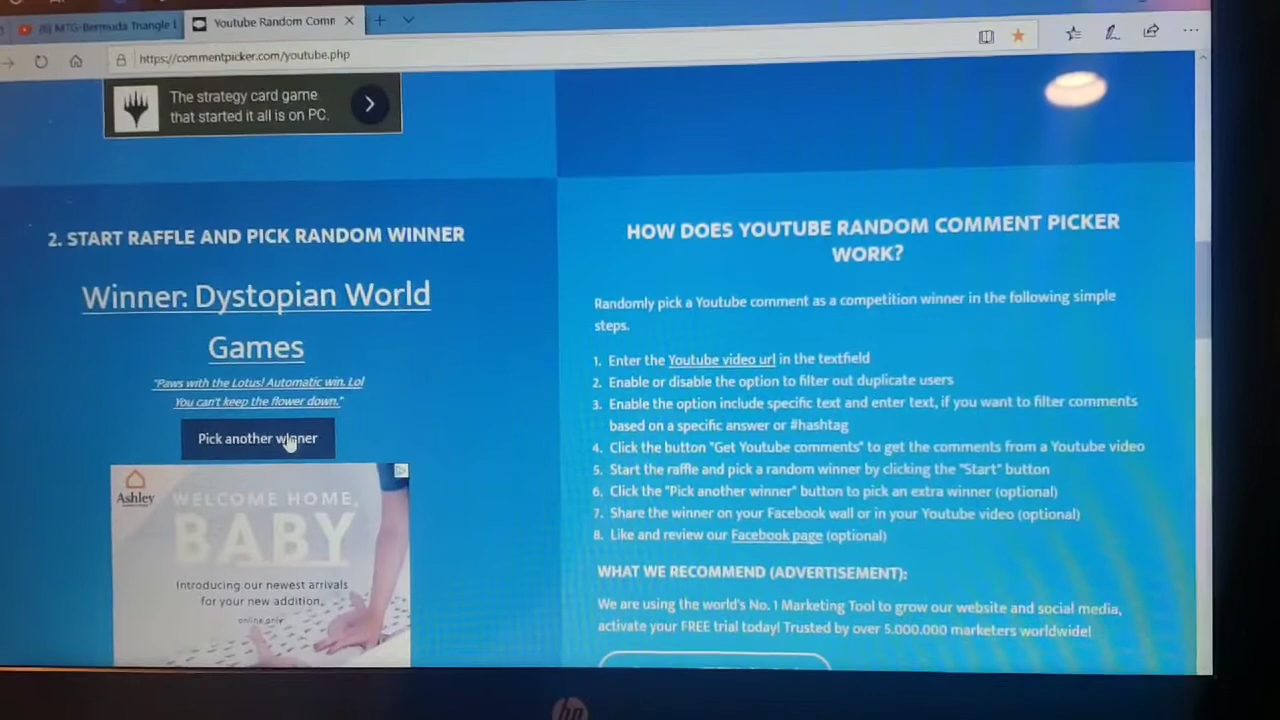 (6) MTG-Bermuda Triangle
Youtube Random Comm
https://commentpicker.com/youtube.php
The strategy card game
that started it all is on PC.
2. START RAFFLE AND PICK RANDOM WINNER
Winner: Dystopian World
Games
"Paws with the Lotus! Automatic win. Lol
You can't keep the flower down."
Pick another winner
Ashley
WELCOME HOME,
BABY
Introducing our newest arrivals
for your new addition.
online only
HOW DOES YOUTUBE RANDOM COMMENT PICKER
WORK?
Randomly pick a Youtube comment as a competition winner in the following simple
steps.
1. Enter the Youtube video url in the textfield
2. Enable or disable the option to filter out duplicate users
3. Enable the option include specific text and enter text, if you want to filter comments
based on a specific answer or #hashtag
4. Click the button "Get Youtube comments" to get the comments from a Youtube video
5. Start the raffle and pick a random winner by clicking the "Start" button
6. Click the "Pick another winner" button to pick an extra winner (optional)
7. Share the winner on your Facebook wall or in your Youtube video (optional)
8. Like and review our Facebook page (optional)
WHAT WE RECOMMEND (ADVERTISEMENT):
We are using the world's No. 1 Marketing Tool to grow our website and social media,
activate your FREE trial today! Trusted by over 5.000.000 marketers worldwide!
hp